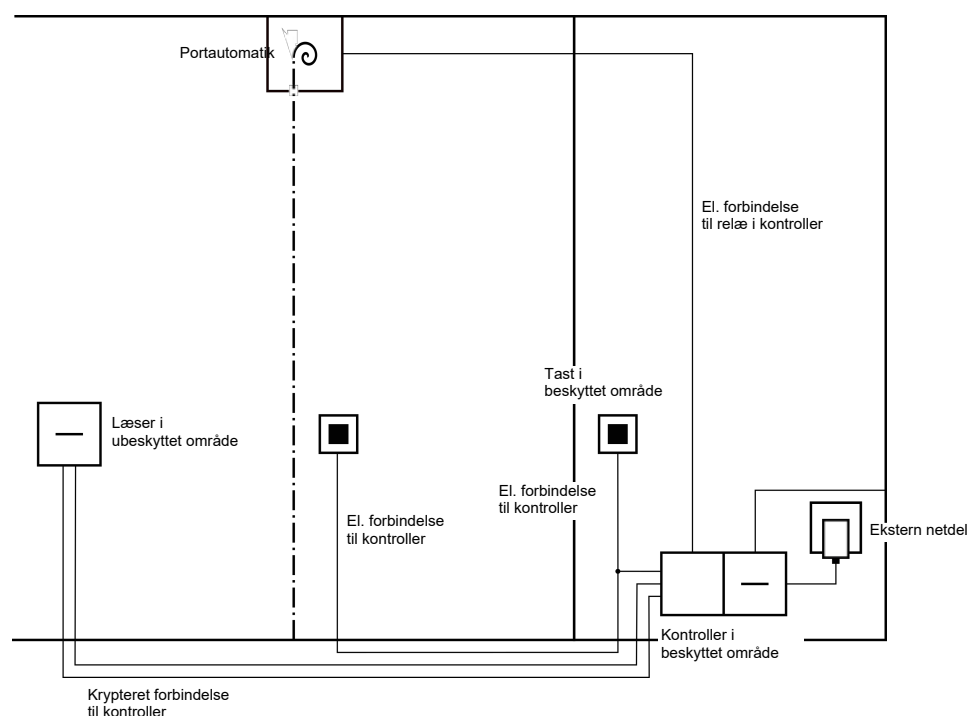 Portautomatik
El. forbindelse
til relæ i kontroller
Tast i
beskyttet område
Læser i
ubeskyttet område
El. forbindelse
til kontroller
El. forbindelse
til kontroller
Ekstern netdel
Kontroller i
beskyttet område
Krypteret forbindelse
til kontroller